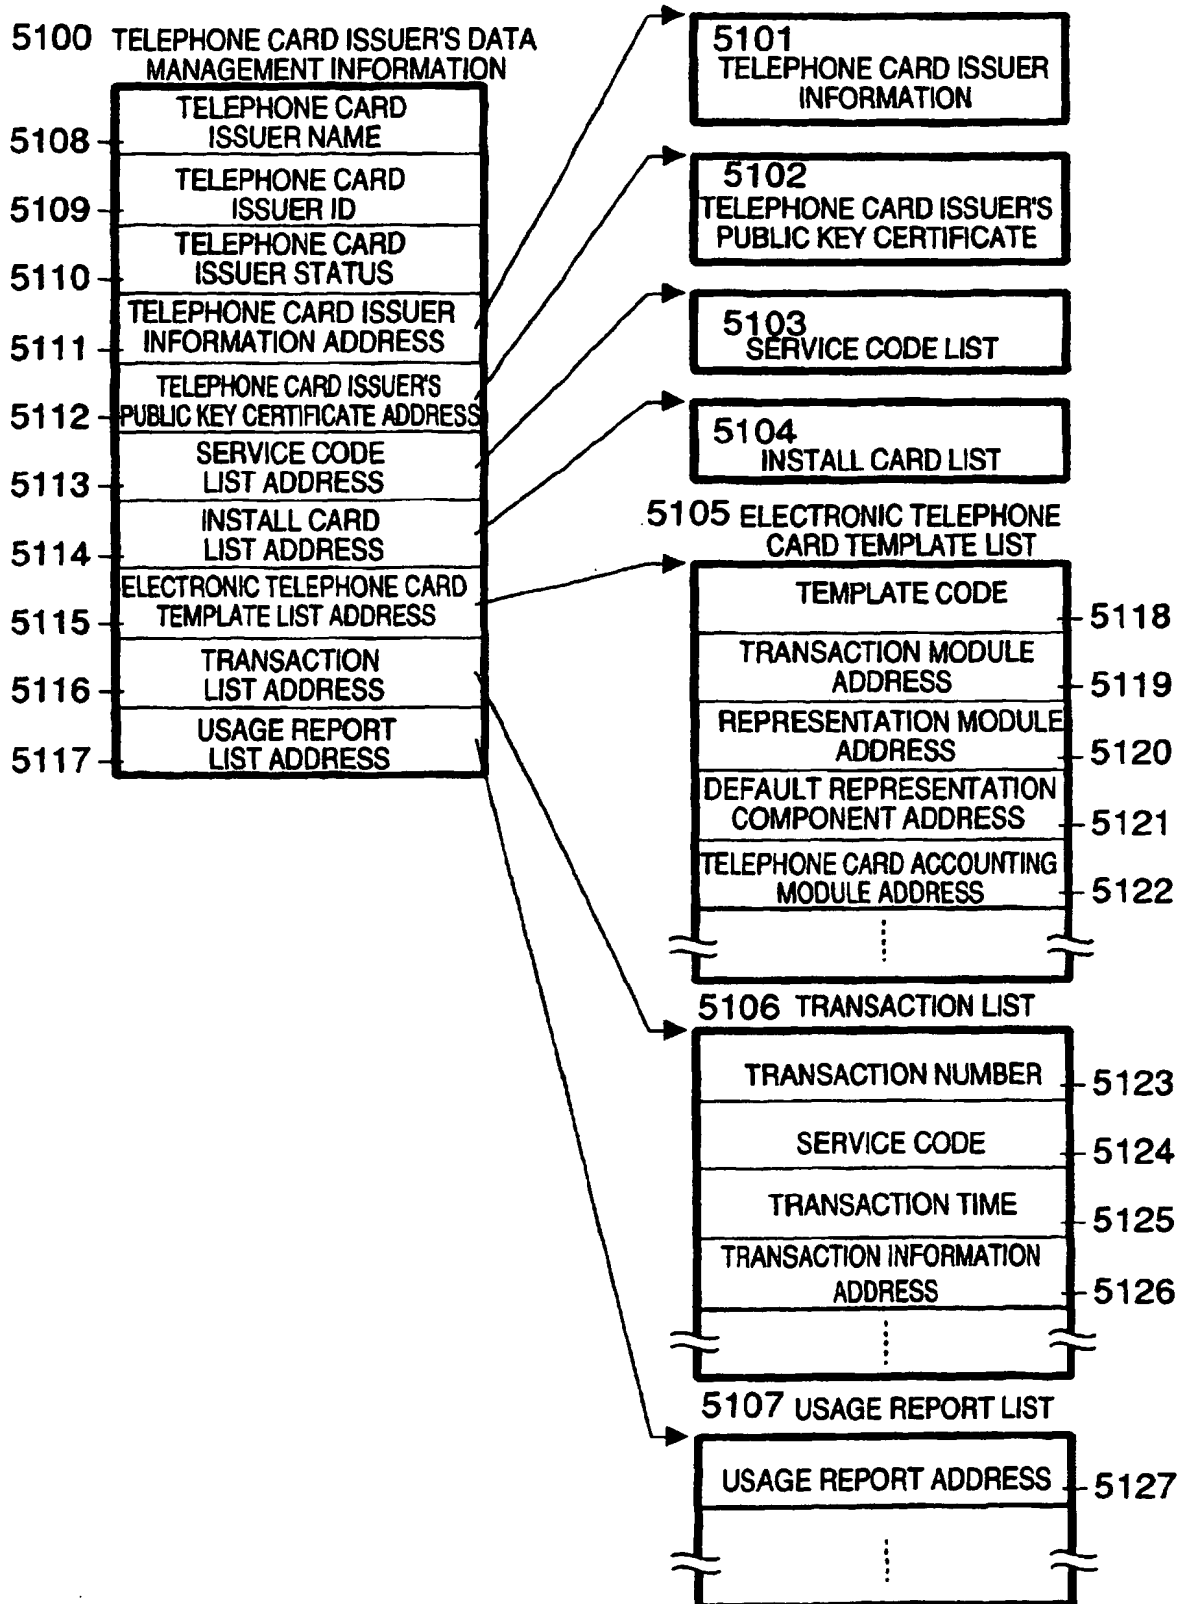 5100 TELEPHONE CARD ISSUER'S DATA
MANAGEMENT INFORMATION
TELEPHONE CARD
ISSUER NAME
5108
TELEPHONE CARD
ISSUER ID
5109
TELEPHONE CARD
ISSUER STATUS
5110
TELEPHONE CARD ISSUER
INFORMATION ADDRESS
5111
TELEPHONE CARD ISSUER'S
PUBLIC KEY CERTIFICATE ADDRESS
5112
SERVICE CODE
LIST ADDRESS
5113
INSTALL CARD
LIST ADDRESS
5114
ELECTRONIC TELEPHONE CARD
TEMPLATE LIST ADDRESS
5115
TRANSACTION
LIST ADDRESS
5116
USAGE REPORT
LIST ADDRESS
5117
5101
TELEPHONE CARD ISSUER
INFORMATION
5102
TELEPHONE CARD ISSUER'S
PUBLIC KEY CERTIFICATE
5103
SERVICE CODE LIST
5104
INSTALL CARD LIST
5105 ELECTRONIC TELEPHONE
CARD TEMPLATE LIST
TEMPLATE CODE
5118
TRANSACTION MODULE
ADDRESS
5119
REPRESENTATION MODULE
ADDRESS
5120
DEFAULT REPRESENTATION
COMPONENT ADDRESS
5121
TELEPHONE CARD ACCOUNTING
MODULE ADDRESS
5122
5106 TRANSACTION LIST
TRANSACTION NUMBER
5123
SERVICE CODE
5124
TRANSACTION TIME
5125
TRANSACTION INFORMATION
ADDRESS
5126
5107 USAGE REPORT LIST
USAGE REPORT ADDRESS
5127